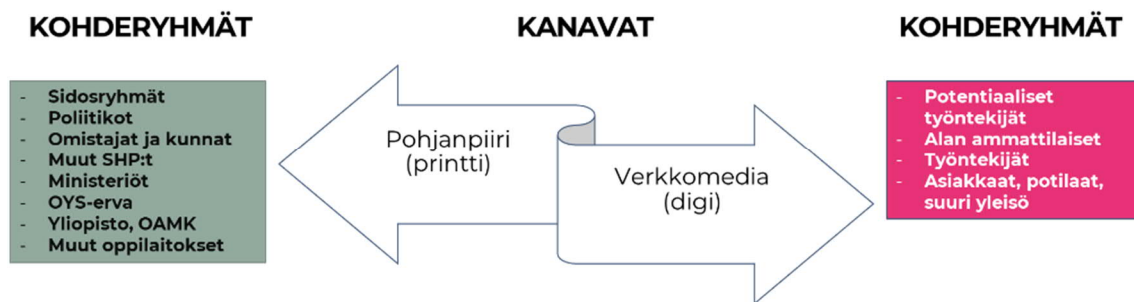 KOHDERYHMÄT
- Sidosryhmät
- Poliitikot
- Omistajat ja kunnat
- Muut SHP:t
- Ministeriöt
- OYS-erva
- Yliopisto, OAMK
- Muut oppilaitokset
KANAVAT
Pohjanpiiri
(printti)
Verkkomedia
(digi)
KOHDERYHMÄT
- Potentiaaliset
työntekijät
- Alan ammattilaiset
- Työntekijät
- Asiakkaat, potilaat,
suuri yleisö